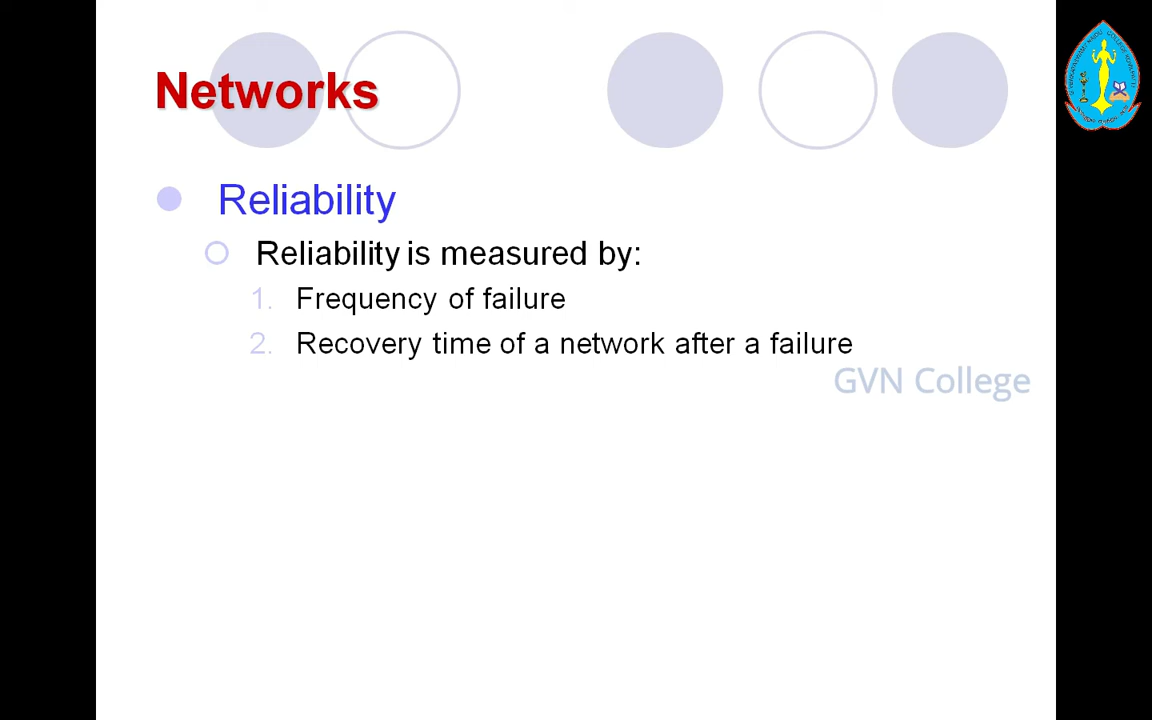 Networks
Reliability
Reliability is measured by:
1. Frequency of failure
2. Recovery time of a network after a failure
GVN College